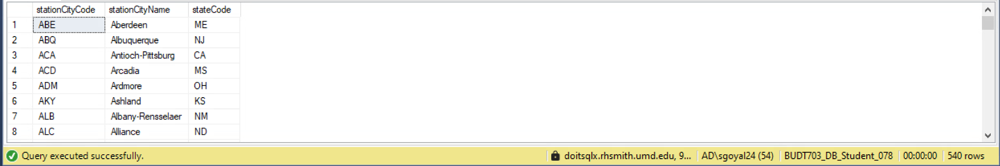 stationCityCode stationCityName stateCode
1 ABE Aberdeen ME
2 ABQ Albuquerque NJ
3 ACA Antioch-Pittsburg CA
4 ACD Arcadia MS
5 ADM Ardmore OH
6 AKY Ashland KS
7 ALB Albany-Rensselaer NM
8 ALC Alliance ND
Query executed successfully. doitsqlx.rhsmith.umd.edu, 9... AD\sgoyal24 (54) BUDT703_DB_Student_078 00:00:00 540 rows